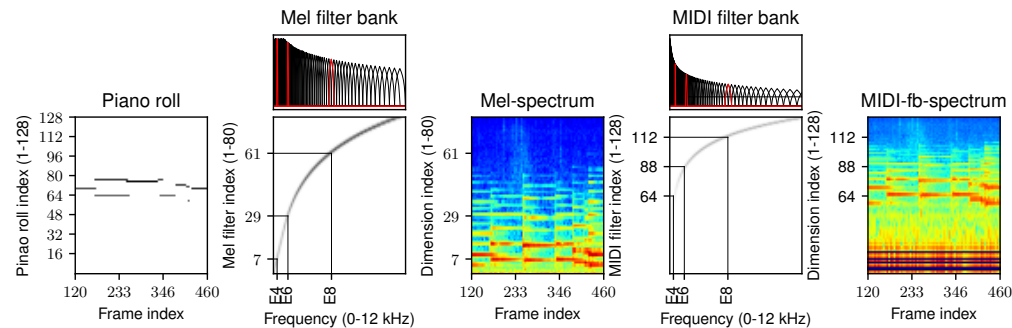 Mel filter bank
MIDI filter bank
Piano roll
Mel-spectrum
MIDI-fb-spectrum
Pinao roll index (1-128)
128
112
96
80
64
48
32
16
120
233
346
460
Frame index
Mel filter index (1-80)
61
29
7
E4
E6
E8
Frequency (0-12 kHz)
Dimension index (1-80)
61
29
7
120
233
346
460
Frame index
MIDI filter index (1-128)
112
88
64
E4
E6
E8
Frequency (0-12 kHz)
Dimension index (1-128)
112
88
64
120
233
346
460
Frame index